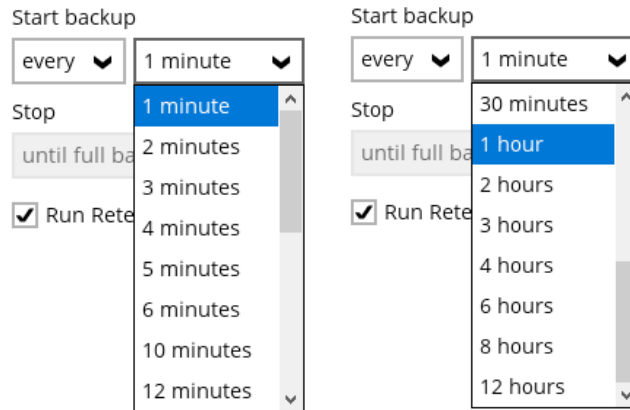 Start backup
every
1 minute
1 minute
2 minutes
3 minutes
4 minutes
5 minutes
6 minutes
10 minutes
12 minutes
Stop
until full ba
Run Rete
Start backup
every
1 minute
30 minutes
1 hour
2 hours
3 hours
4 hours
6 hours
8 hours
12 hours
Stop
until full ba
Run Rete